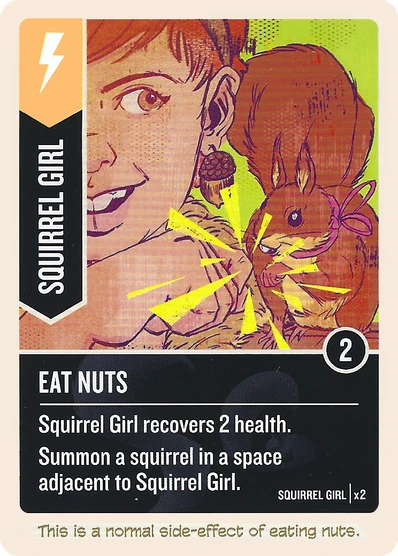 SQUIRREL GIRL
2
EAT NUTS
Squirrel Girl recovers 2 health.
Summon a squirrel in a space
adjacent to Squirrel Girl.
SQUIRREL GIRL | x2
This is a normal side-effect of eating nuts.